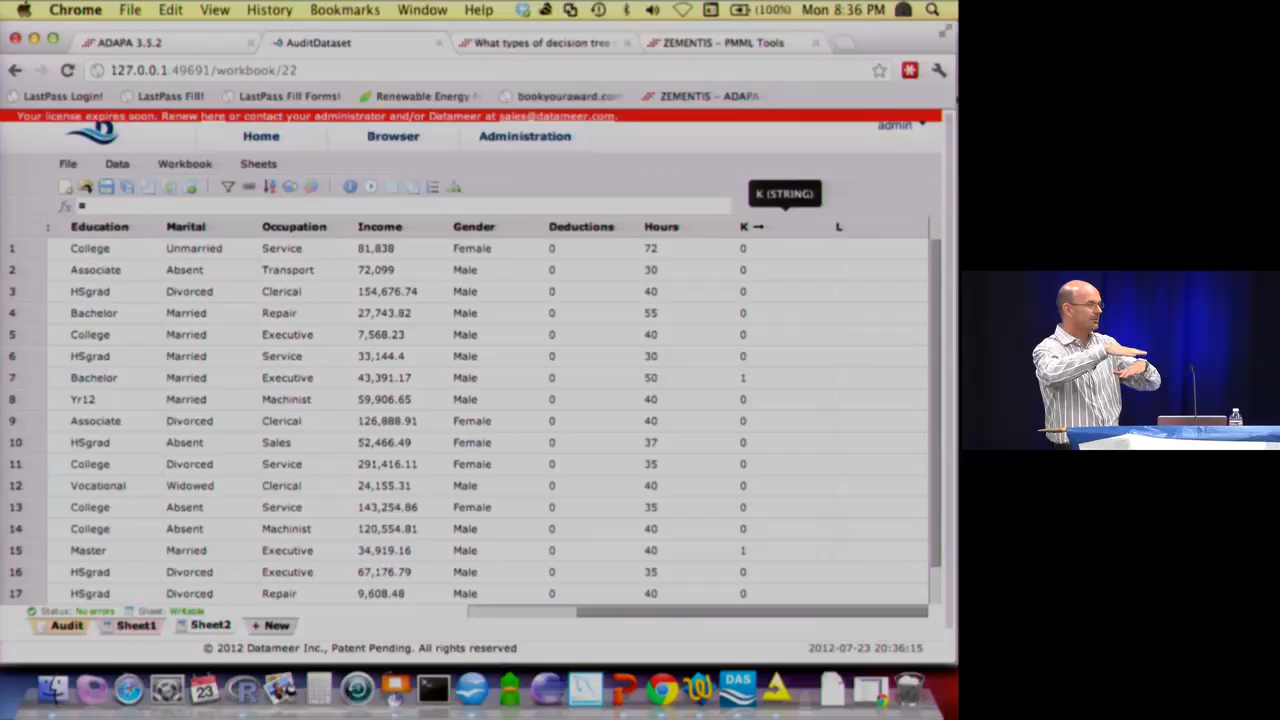 Chrome File Edit View History Bookmarks Window Help (100%) Mon 8:36 PM
ADAPA 3.5.2 AuditDataset What types of decision tree ZEMENTIS - PMML Tools
127.0.0.1:49691/workbook/22
LastPass Login! LastPass Fill! LastPass Fill Forms! Renewable Energy bookyouraward.com ZEMENTIS - ADAPA
Your license expires soon. Renew here or contact your administrator and/or Datameer at sales@datameer.com.
admin
Home Browser Administration
File Data Workbook Sheets
K (STRING)
fx =
Education Marital Occupation Income Gender Deductions Hours K → L
1 College Unmarried Service 81,838 Female 0 72 0
2 Associate Absent Transport 72,099 Male 0 30 0
3 HSgrad Divorced Clerical 154,676.74 Male 0 40 0
4 Bachelor Married Repair 27,743.82 Male 0 55 0
5 College Married Executive 7,568.23 Male 0 40 0
6 HSgrad Married Service 33,144.4 Male 0 30 0
7 Bachelor Married Executive 43,391.17 Male 0 50 1
8 Yr12 Married Machinist 59,906.65 Male 0 40 0
9 Associate Divorced Clerical 126,888.91 Female 0 40 0
10 HSgrad Absent Sales 52,466.49 Male 0 37 0
11 College Divorced Service 291,416.11 Female 0 35 0
12 Vocational Widowed Clerical 24,155.31 Male 0 40 0
13 College Absent Service 143,254.86 Female 0 35 0
14 College Absent Machinist 120,554.81 Male 0 40 0
15 Master Married Executive 34,919.16 Male 0 40 1
16 HSgrad Divorced Executive 67,176.79 Male 0 35 0
17 HSgrad Divorced Repair 9,608.48 Male 0 40 0
Status: No errors Sheet: Writable
Audit Sheet1 Sheet2 + New
© 2012 Datameer Inc., Patent Pending. All rights reserved 2012-07-23 20:36:15
23 R DAS